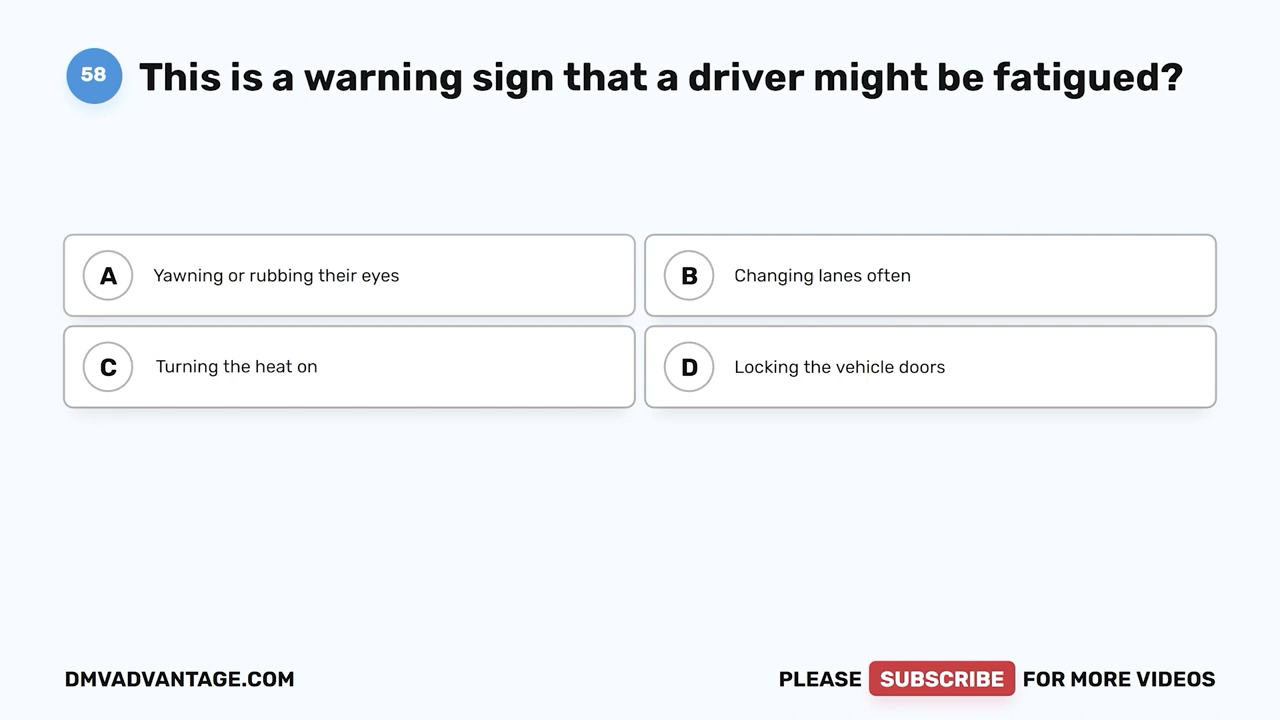 58
This is a warning sign that a driver might be fatigued?
A Yawning or rubbing their eyes
B Changing lanes often
C Turning the heat on
D Locking the vehicle doors
DMVADVANTAGE.COM
PLEASE SUBSCRIBE FOR MORE VIDEOS